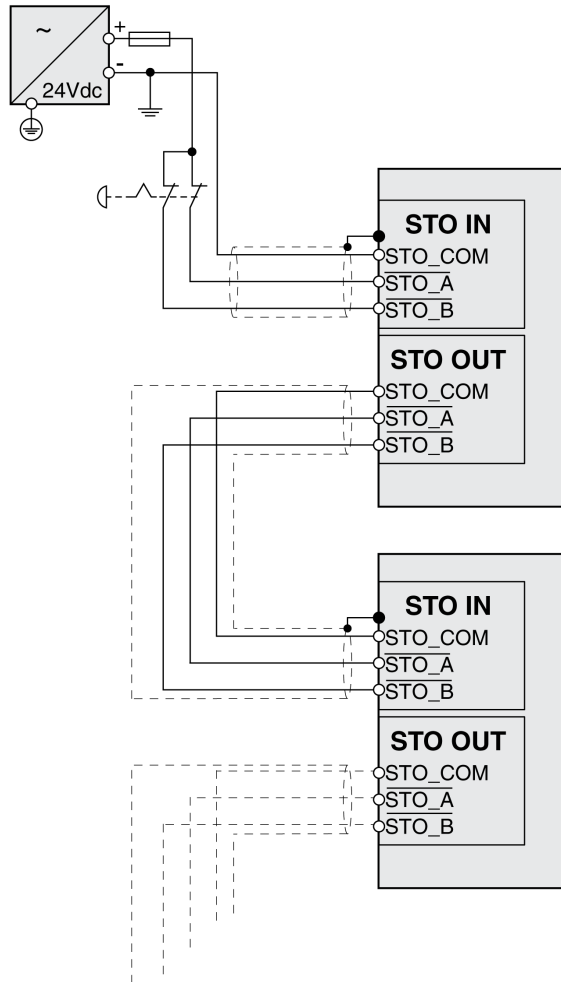 ~
+
-
24Vdc
STO IN
STO_COM
STO_A
STO_B
STO OUT
STO_COM
STO_A
STO_B
STO IN
STO_COM
STO_A
STO_B
STO OUT
STO_COM
STO_A
STO_B